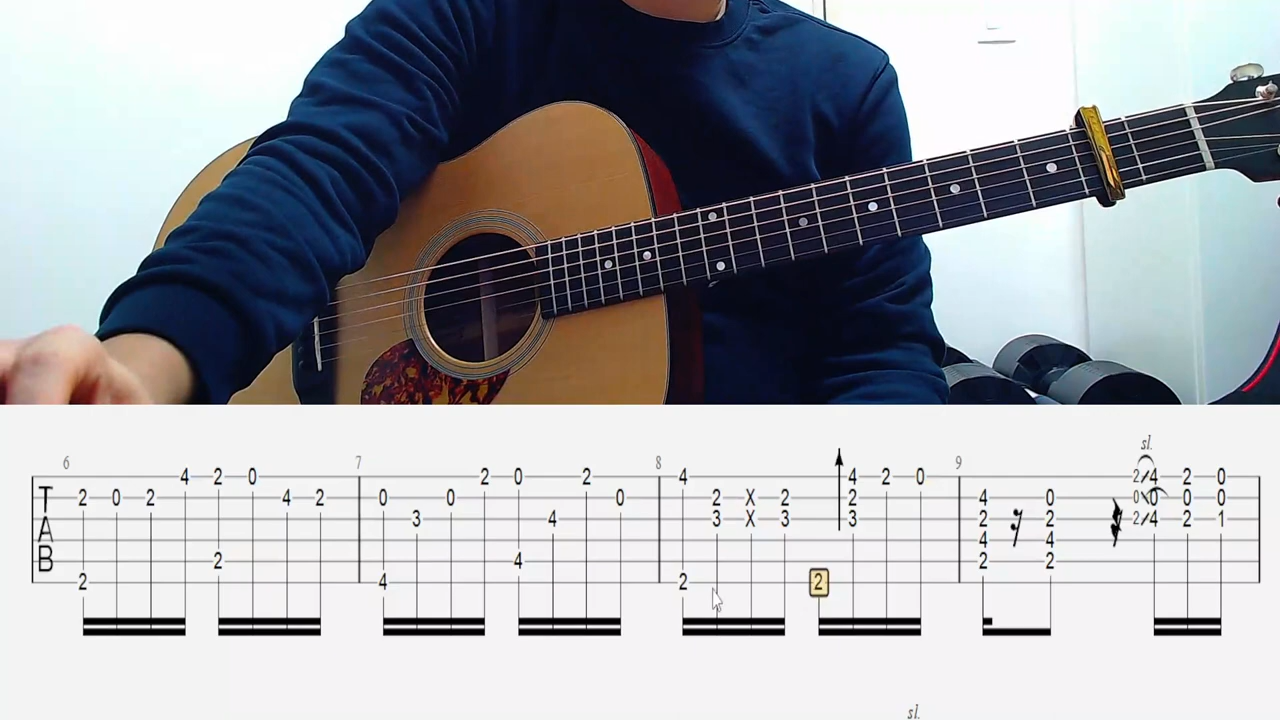 6 7 8 9
sl.
4 2 0 2 0 2 4 4 2 0 2/4 2 0
T 2 0 2 4 2 0 0 0 2 X 2 2 4 0 0 0 0 0
A 3 4 3 X 3 3 2 2 2/4 2 1
4 4
B 2 4 2 2
2 4 2 2
sl.